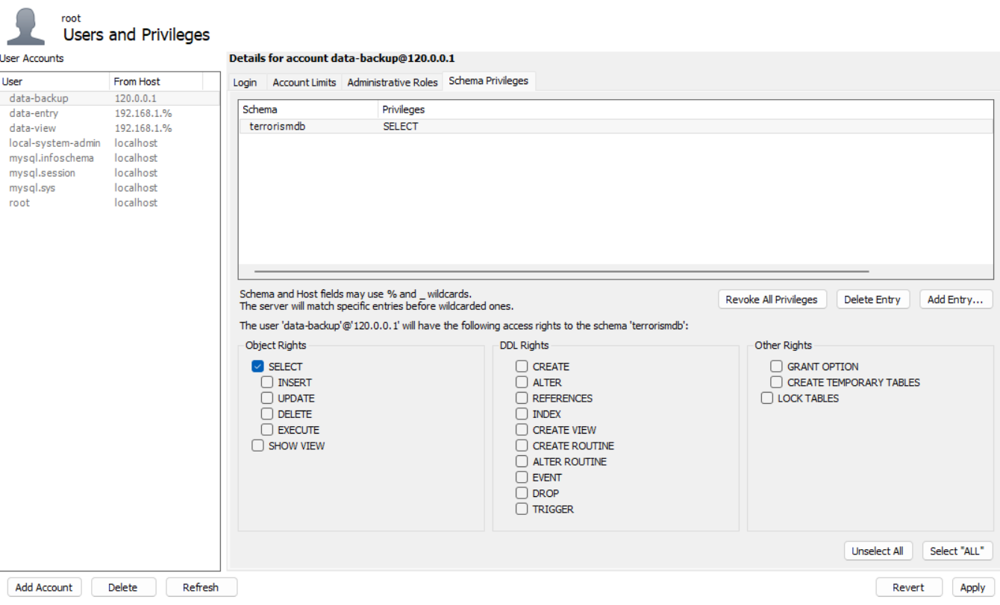 root
Users and Privileges
User Accounts
User From Host
data-backup 120.0.0.1
data-entry 192.168.1.%
data-view 192.168.1.%
local-system-admin localhost
mysql.infoschema localhost
mysql.session localhost
mysql.sys localhost
root localhost
Add Account Delete Refresh
Details for account data-backup@120.0.0.1
Login Account Limits Administrative Roles Schema Privileges
Schema Privileges
terrorismdb SELECT
Schema and Host fields may use % and _ wildcards.
The server will match specific entries before wildcarded ones.
Revoke All Privileges Delete Entry Add Entry...
The user 'data-backup'@'120.0.0.1' will have the following access rights to the schema 'terrorismdb':
Object Rights
SELECT
INSERT
UPDATE
DELETE
EXECUTE
SHOW VIEW
DDL Rights
CREATE
ALTER
REFERENCES
INDEX
CREATE VIEW
CREATE ROUTINE
ALTER ROUTINE
EVENT
DROP
TRIGGER
Other Rights
GRANT OPTION
CREATE TEMPORARY TABLES
LOCK TABLES
Unselect All Select "ALL"
Revert Apply